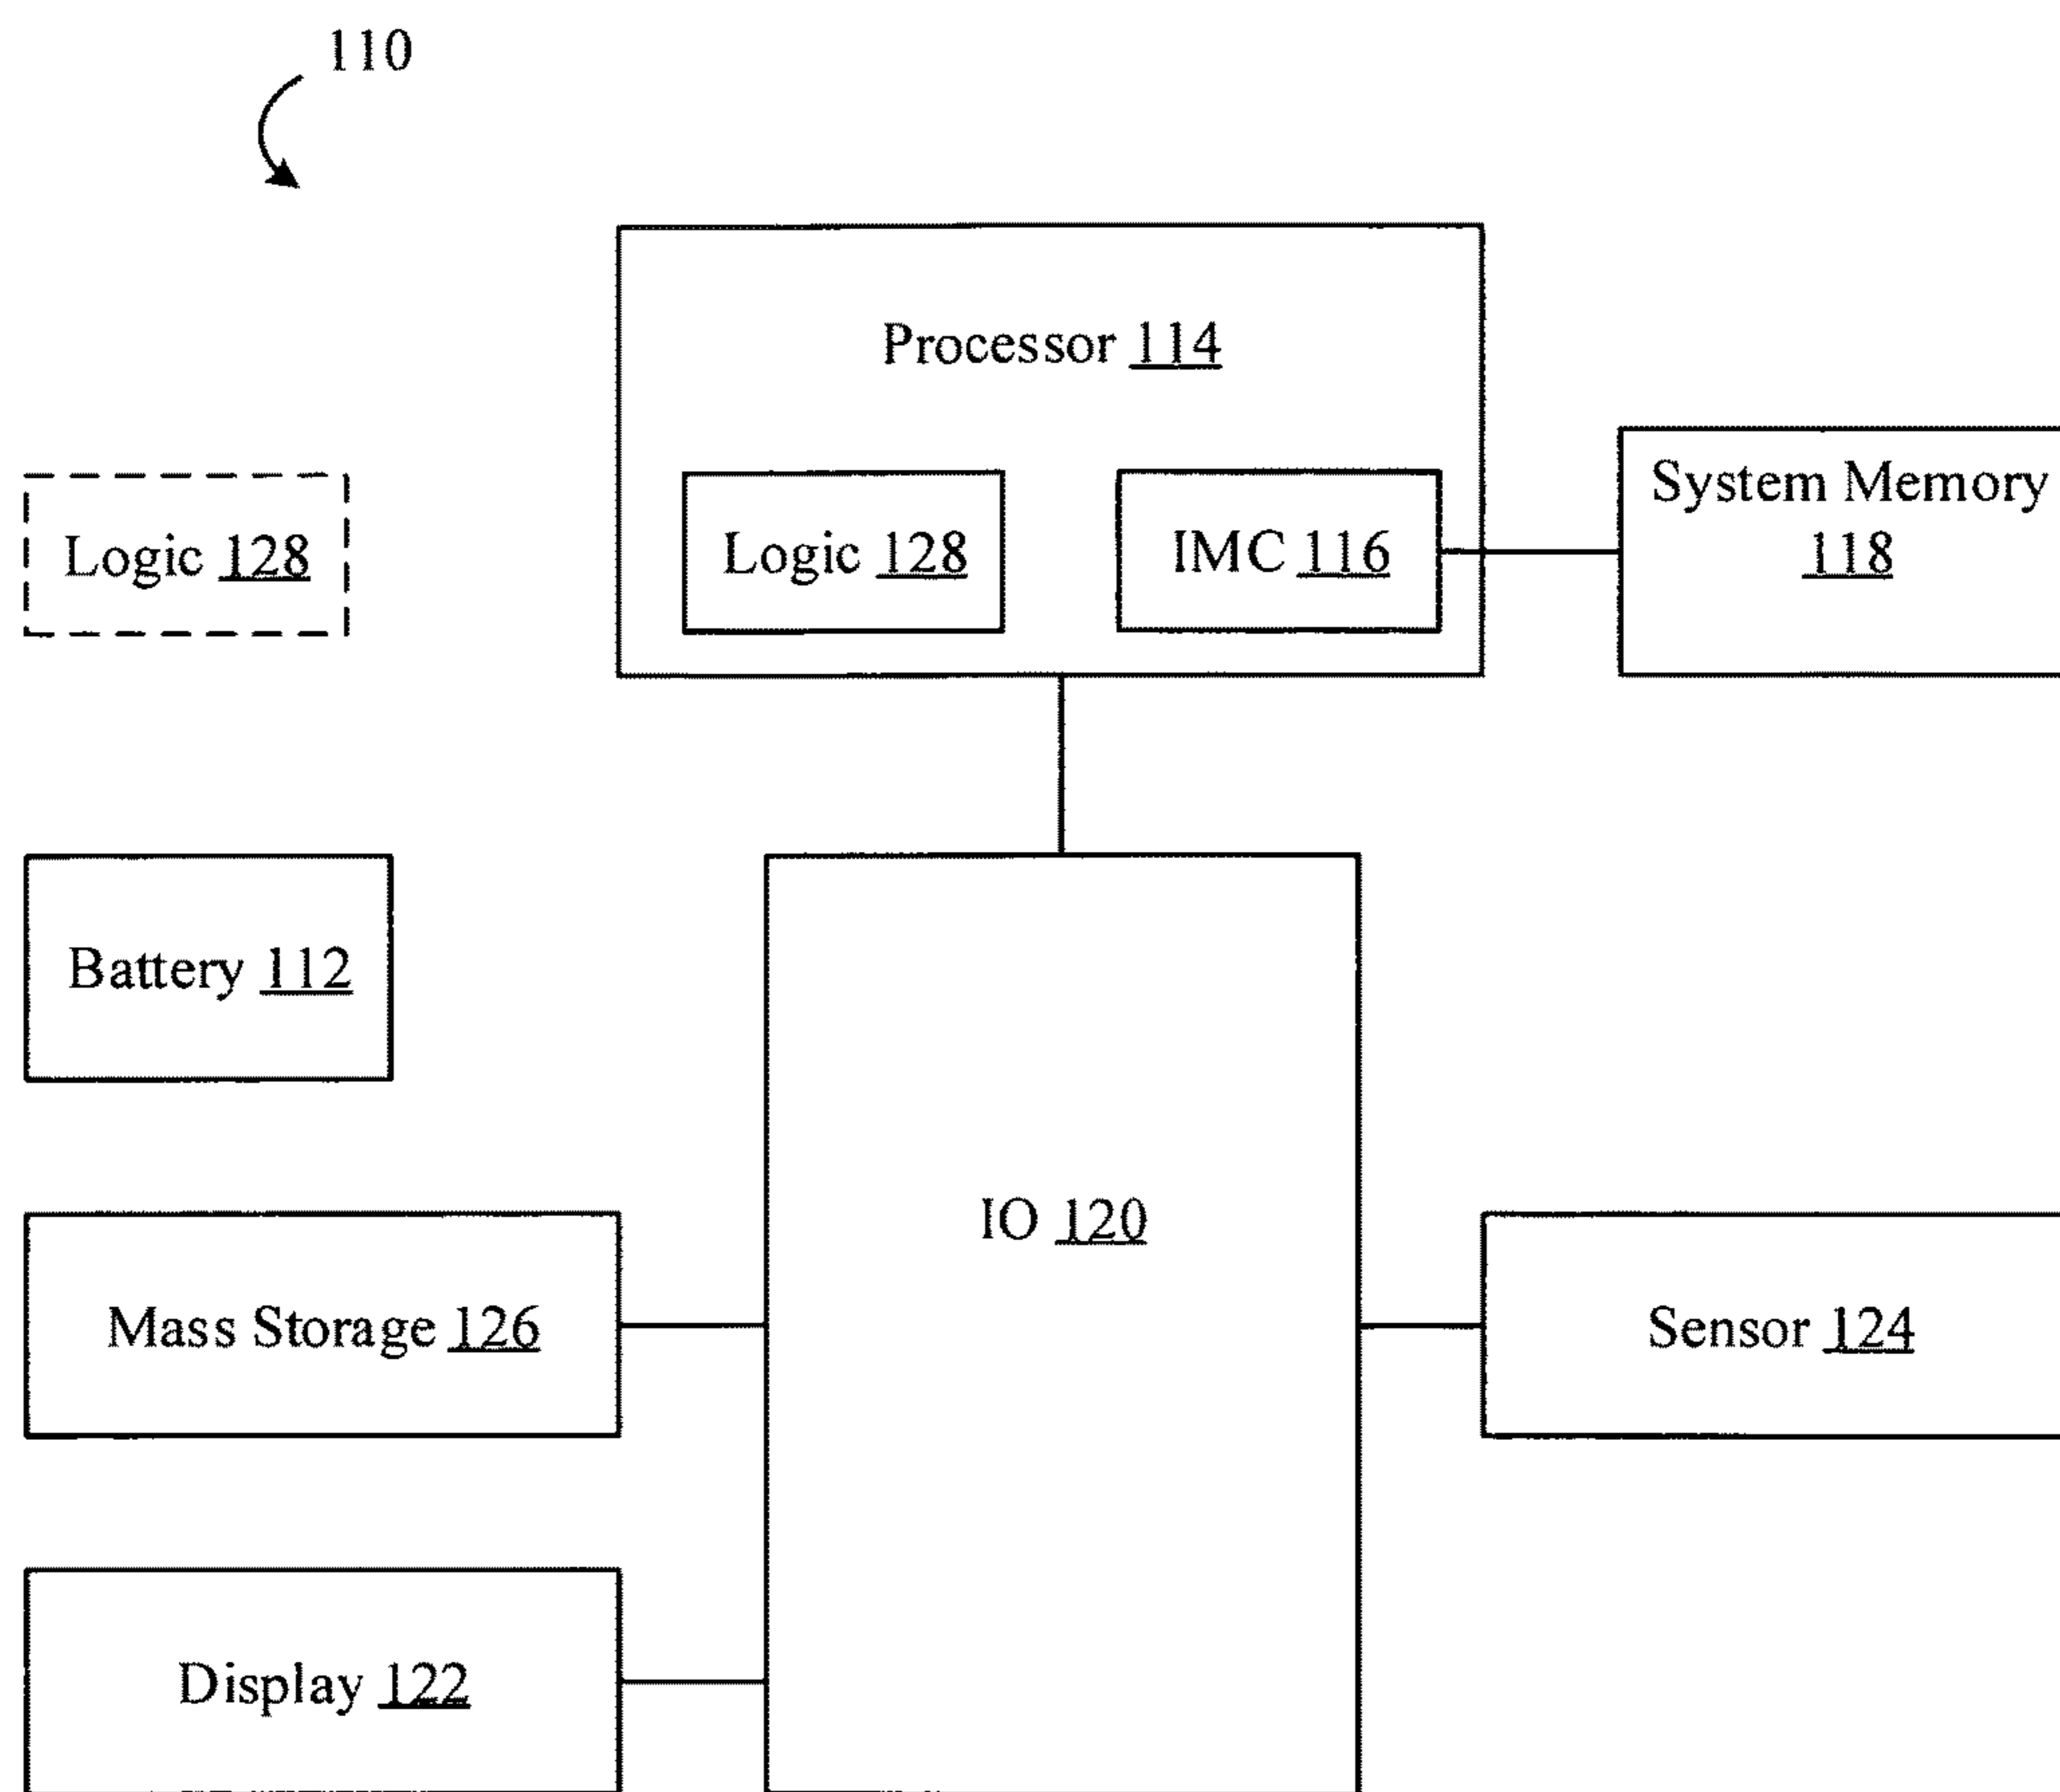 110
Processor 114
Logic 128
Logic 128
IMC 116
System Memory
118
Battery 112
IO 120
Mass Storage 126
Sensor 124
Display 122